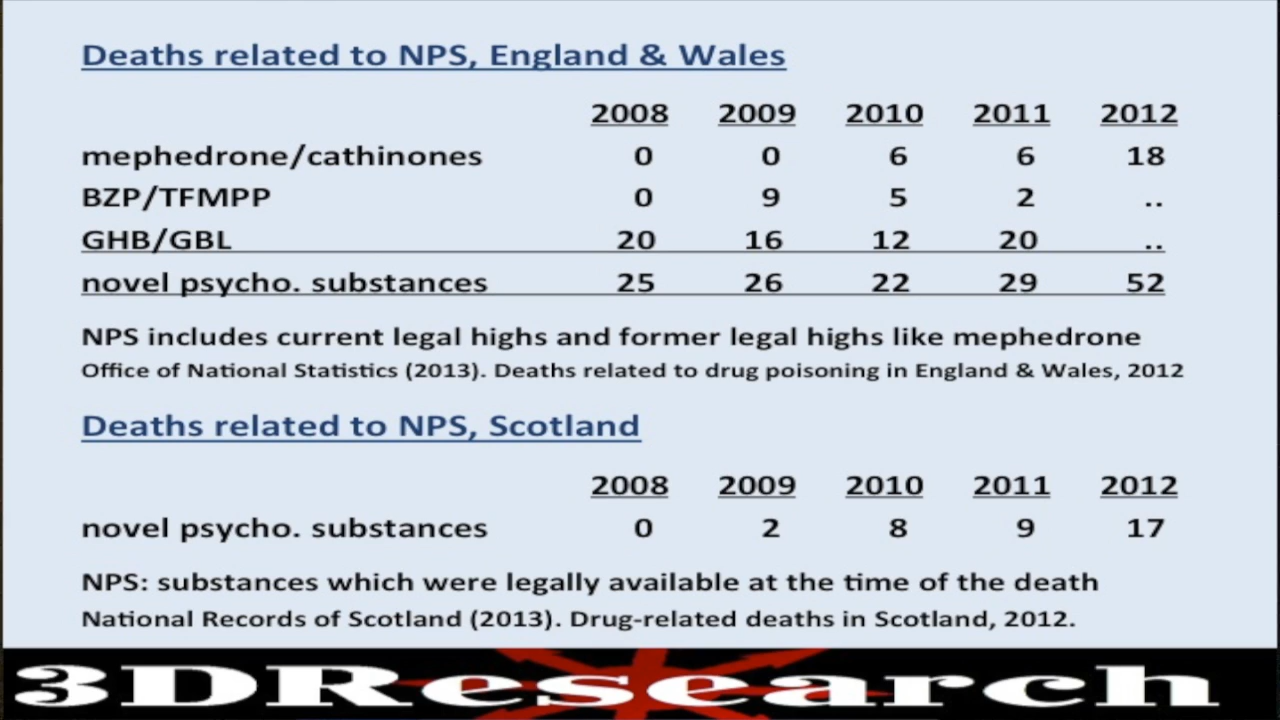 Deaths related to NPS, England & Wales
2008 2009 2010 2011 2012
mephedrone/cathinones 0 0 6 6 18
BZP/TFMPP 0 9 5 2 ..
GHB/GBL 20 16 12 20 ..
novel psycho. substances 25 26 22 29 52
NPS includes current legal highs and former legal highs like mephedrone
Office of National Statistics (2013). Deaths related to drug poisoning in England & Wales, 2012
Deaths related to NPS, Scotland
2008 2009 2010 2011 2012
novel psycho. substances 0 2 8 9 17
NPS: substances which were legally available at the time of the death
National Records of Scotland (2013). Drug-related deaths in Scotland, 2012.
3DResearch